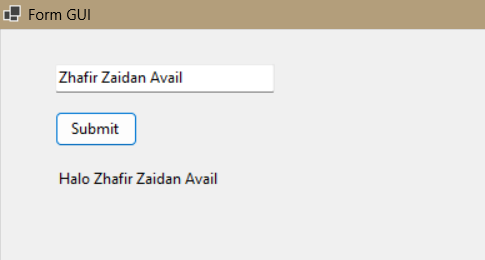 Form GUI
Zhafir Zaidan Avail
Submit
Halo Zhafir Zaidan Avail